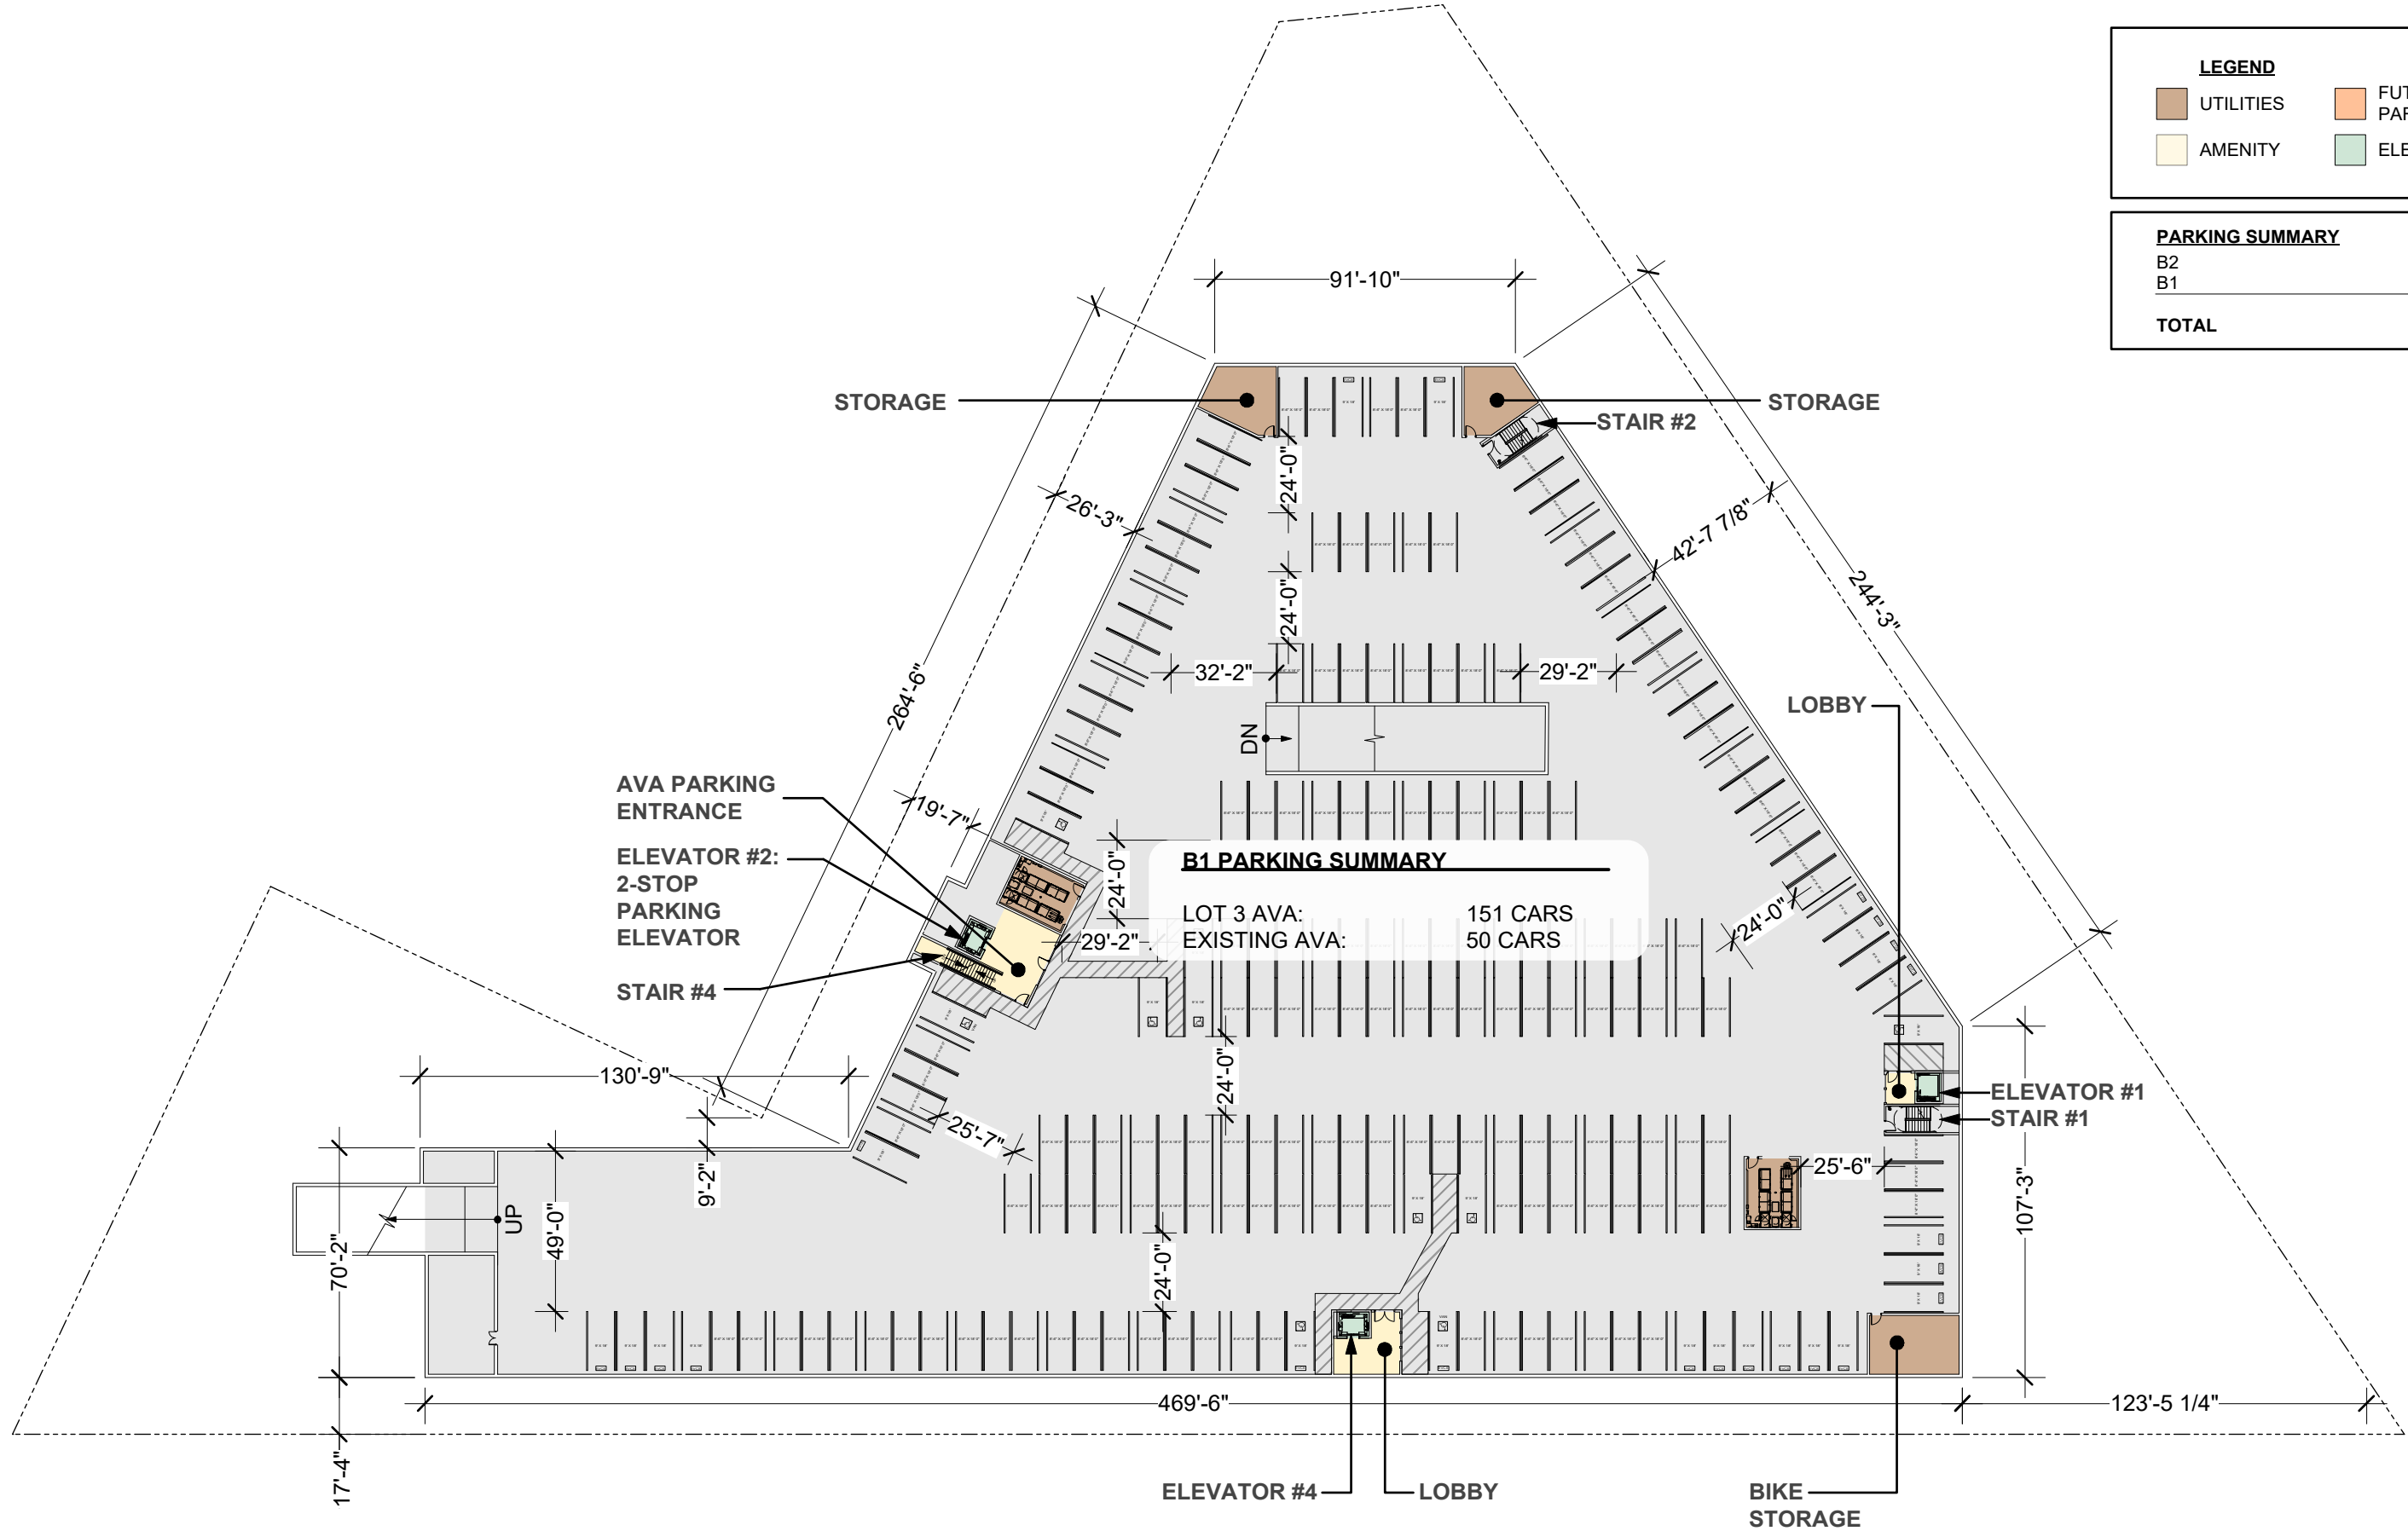 LEGEND
UTILITIES
AMENITY
PARKING SUMMARY
B2
B1
TOTAL
91'-10"
STORAGE
STORAGE
STAIR #2
24'-0"
26'-3"
42'-7 7/8"
24'-0"
244'-3"
32'-2"
29'-2"
264'-6"
LOBBY
DN
AVA PARKING
ENTRANCE
19'-7"
ELEVATOR #2:
2-STOP
PARKING
ELEVATOR
24'-0"
B1 PARKING SUMMARY
LOT 3 AVA: 151 CARS
EXISTING AVA: 50 CARS
29'-2"
24'-0"
STAIR #4
130'-9"
24'-0"
ELEVATOR #1
STAIR #1
25'-7"
9'-2"
25'-6"
UP
49'-0"
70'-2"
107'-3"
24'-0"
469'-6"
123'-5 1/4"
17'-4"
ELEVATOR #4
LOBBY
BIKE
STORAGE